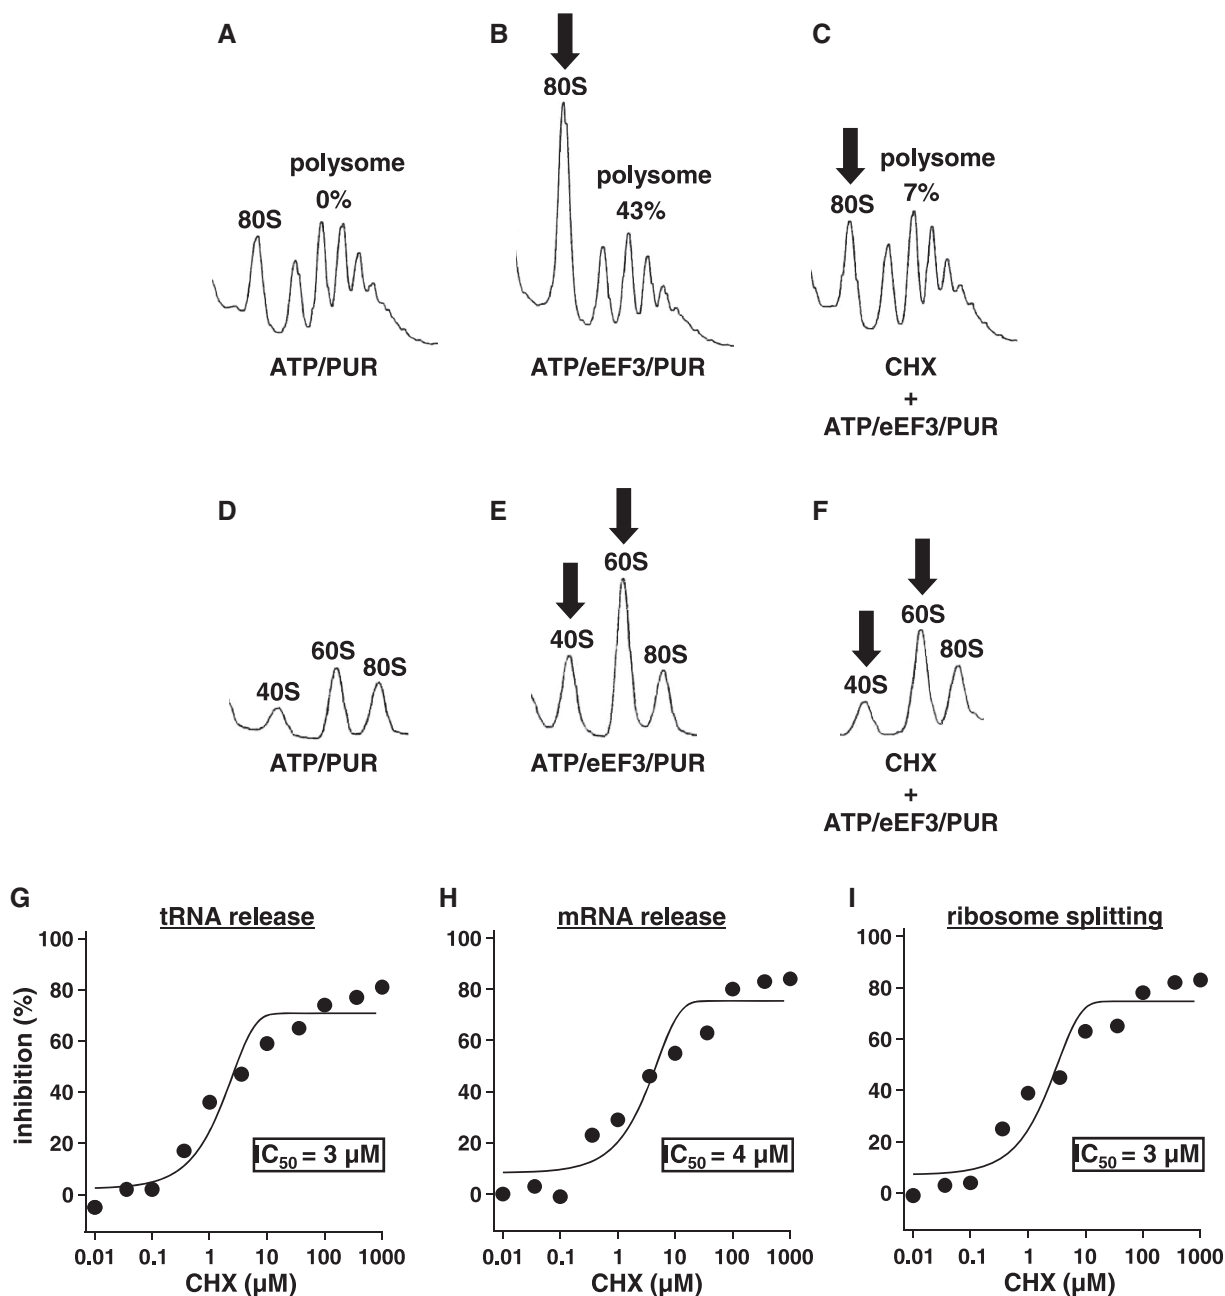 A
B
C
80S
polysome
0%
80S
polysome
43%
polysome
7%
80S
ATP/PUR
ATP/eEF3/PUR
CHX
+
ATP/eEF3/PUR
D
E
F
40S
60S
80S
40S
60S
80S
40S
60S
80S
ATP/PUR
ATP/eEF3/PUR
CHX
+
ATP/eEF3/PUR
G
tRNA release
inhibition (%)
100
80
60
40
20
0
IC50 = 3 µM
0.01 0.1 1 10 100 1000
CHX (µM)
H
mRNA release
100
80
60
40
20
0
IC50 = 4 µM
0.01 0.1 1 10 100 1000
CHX (µM)
I
ribosome splitting
100
80
60
40
20
0
IC50 = 3 µM
0.01 0.1 1 10 100 1000
CHX (µM)